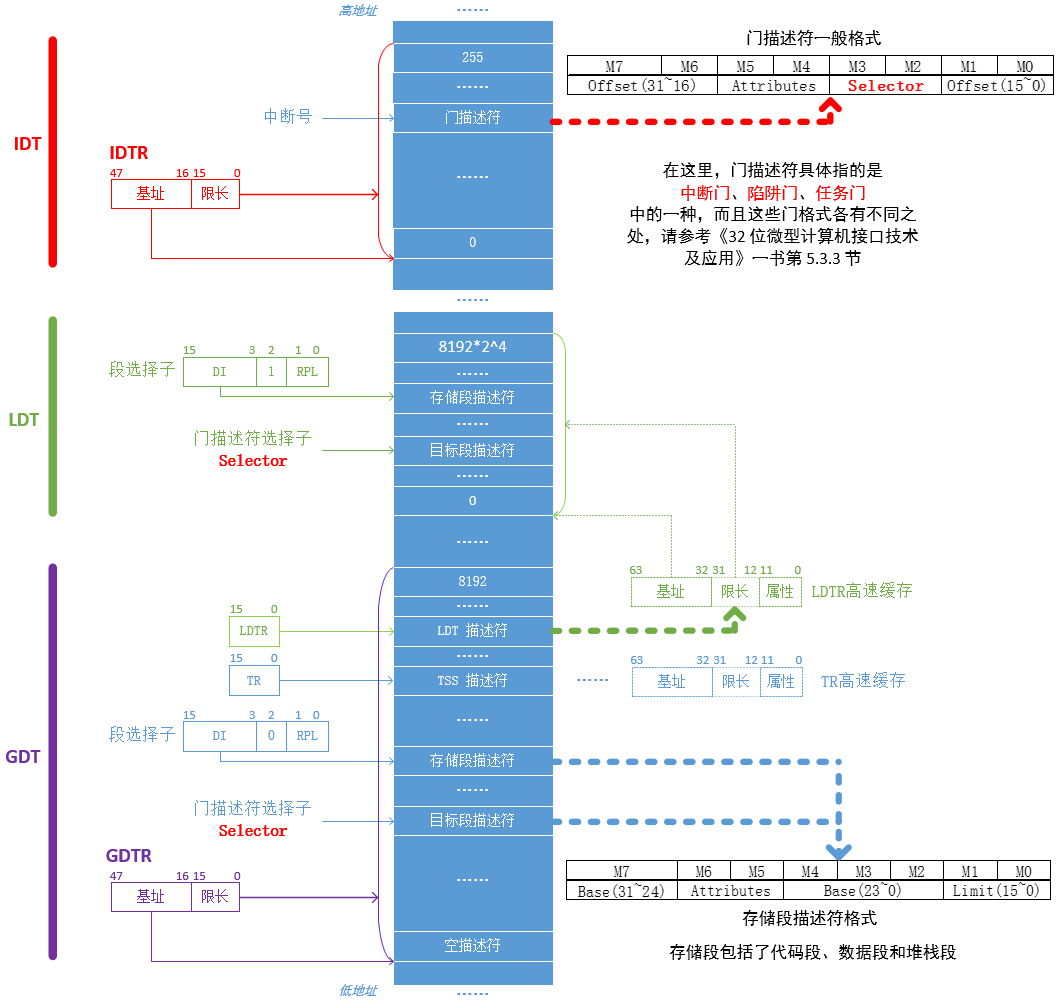 高地址
······
255
······
中断号
门描述符
IDT
IDTR
47 16 15 0
基址 限长
······
0
门描述符一般格式
M7 M6 M5 M4 M3 M2 M1 M0
Offset(31~16) Attributes Selector Offset(15~0)
在这里，门描述符具体指的是
中断门、陷阱门、任务门
中的一种，而且这些门格式各有不同之
处，请参考《32 位微型计算机接口技术
及应用》一书第 5.3.3 节
······
LDT
8192*2^4
······
15 3 2 1 0
段选择子 DI 1 RPL
存储段描述符
······
门描述符选择子
Selector
目标段描述符
······
0
······
GDT
8192
······
63 32 31 12 11 0
基址 限长 属性 LDTR高速缓存
15 0
LDTR
LDT 描述符
······
15 0
TR
TSS 描述符
······
63 32 31 12 11 0
基址 限长 属性 TR高速缓存
······
15 3 2 1 0
段选择子 DI 0 RPL
存储段描述符
······
门描述符选择子
Selector
目标段描述符
GDTR
47 16 15 0
基址 限长
······
空描述符
低地址
······
M7 M6 M5 M4 M3 M2 M1 M0
Base(31~24) Attributes Base(23~0) Limit(15~0)
存储段描述符格式
存储段包括了代码段、数据段和堆栈段